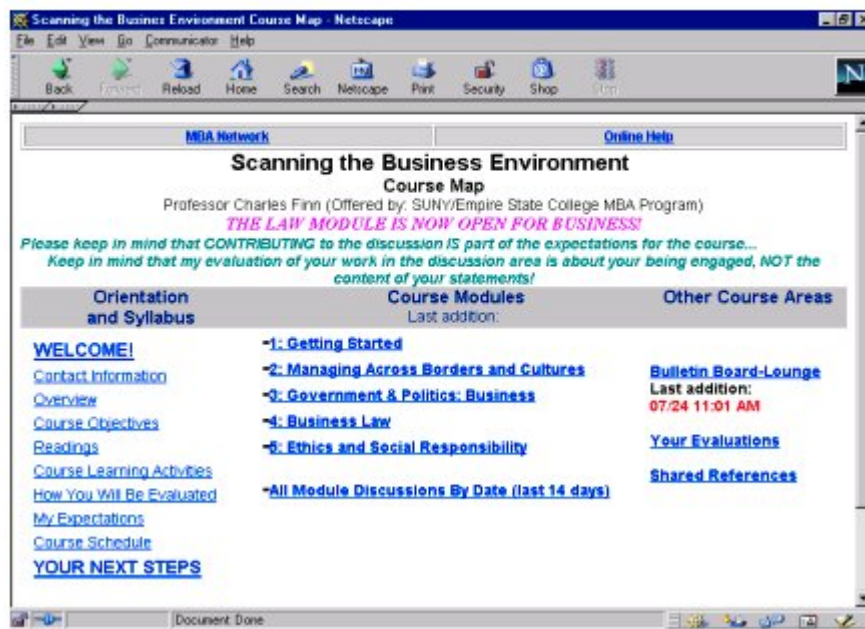 Scanning the Busines Environment Course Map - Netscape
File Edit View Go Communicator Help
Back Forward Reload Home Search Netscape Print Security Shop Stop
MBA Network Online Help
Scanning the Business Environment
Course Map
Professor Charles Finn (Offered by: SUNY/Empire State College MBA Program)
THE LAW MODULE IS NOW OPEN FOR BUSINESS!
Please keep in mind that CONTRIBUTING to the discussion IS part of the expectations for the course...
Keep in mind that my evaluation of your work in the discussion area is about your being engaged, NOT the
content of your statements!
Orientation
and Syllabus
Course Modules
Last addition:
Other Course Areas
WELCOME!
Contact Information
Overview
Course Objectives
Readings
Course Learning Activities
How You Will Be Evaluated
My Expectations
Course Schedule
YOUR NEXT STEPS
1: Getting Started
2: Managing Across Borders and Cultures
3: Government & Politics: Business
4: Business Law
5: Ethics and Social Responsibility
All Module Discussions By Date (last 14 days)
Bulletin Board-Lounge
Last addition:
07/24 11:01 AM
Your Evaluations
Shared References
Document: Done